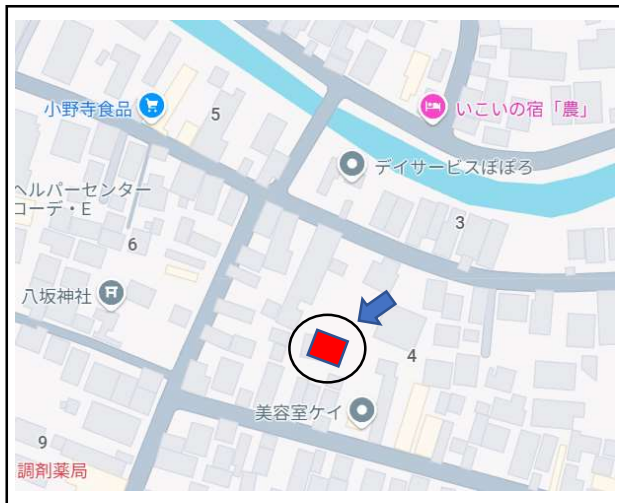 小野寺食品
5
いこいの宿「農」
デイサービスぽぽろ
ヘルパーセンター
コーデ・E
3
6
八坂神社
4
美容室ケイ
9
調剤薬局